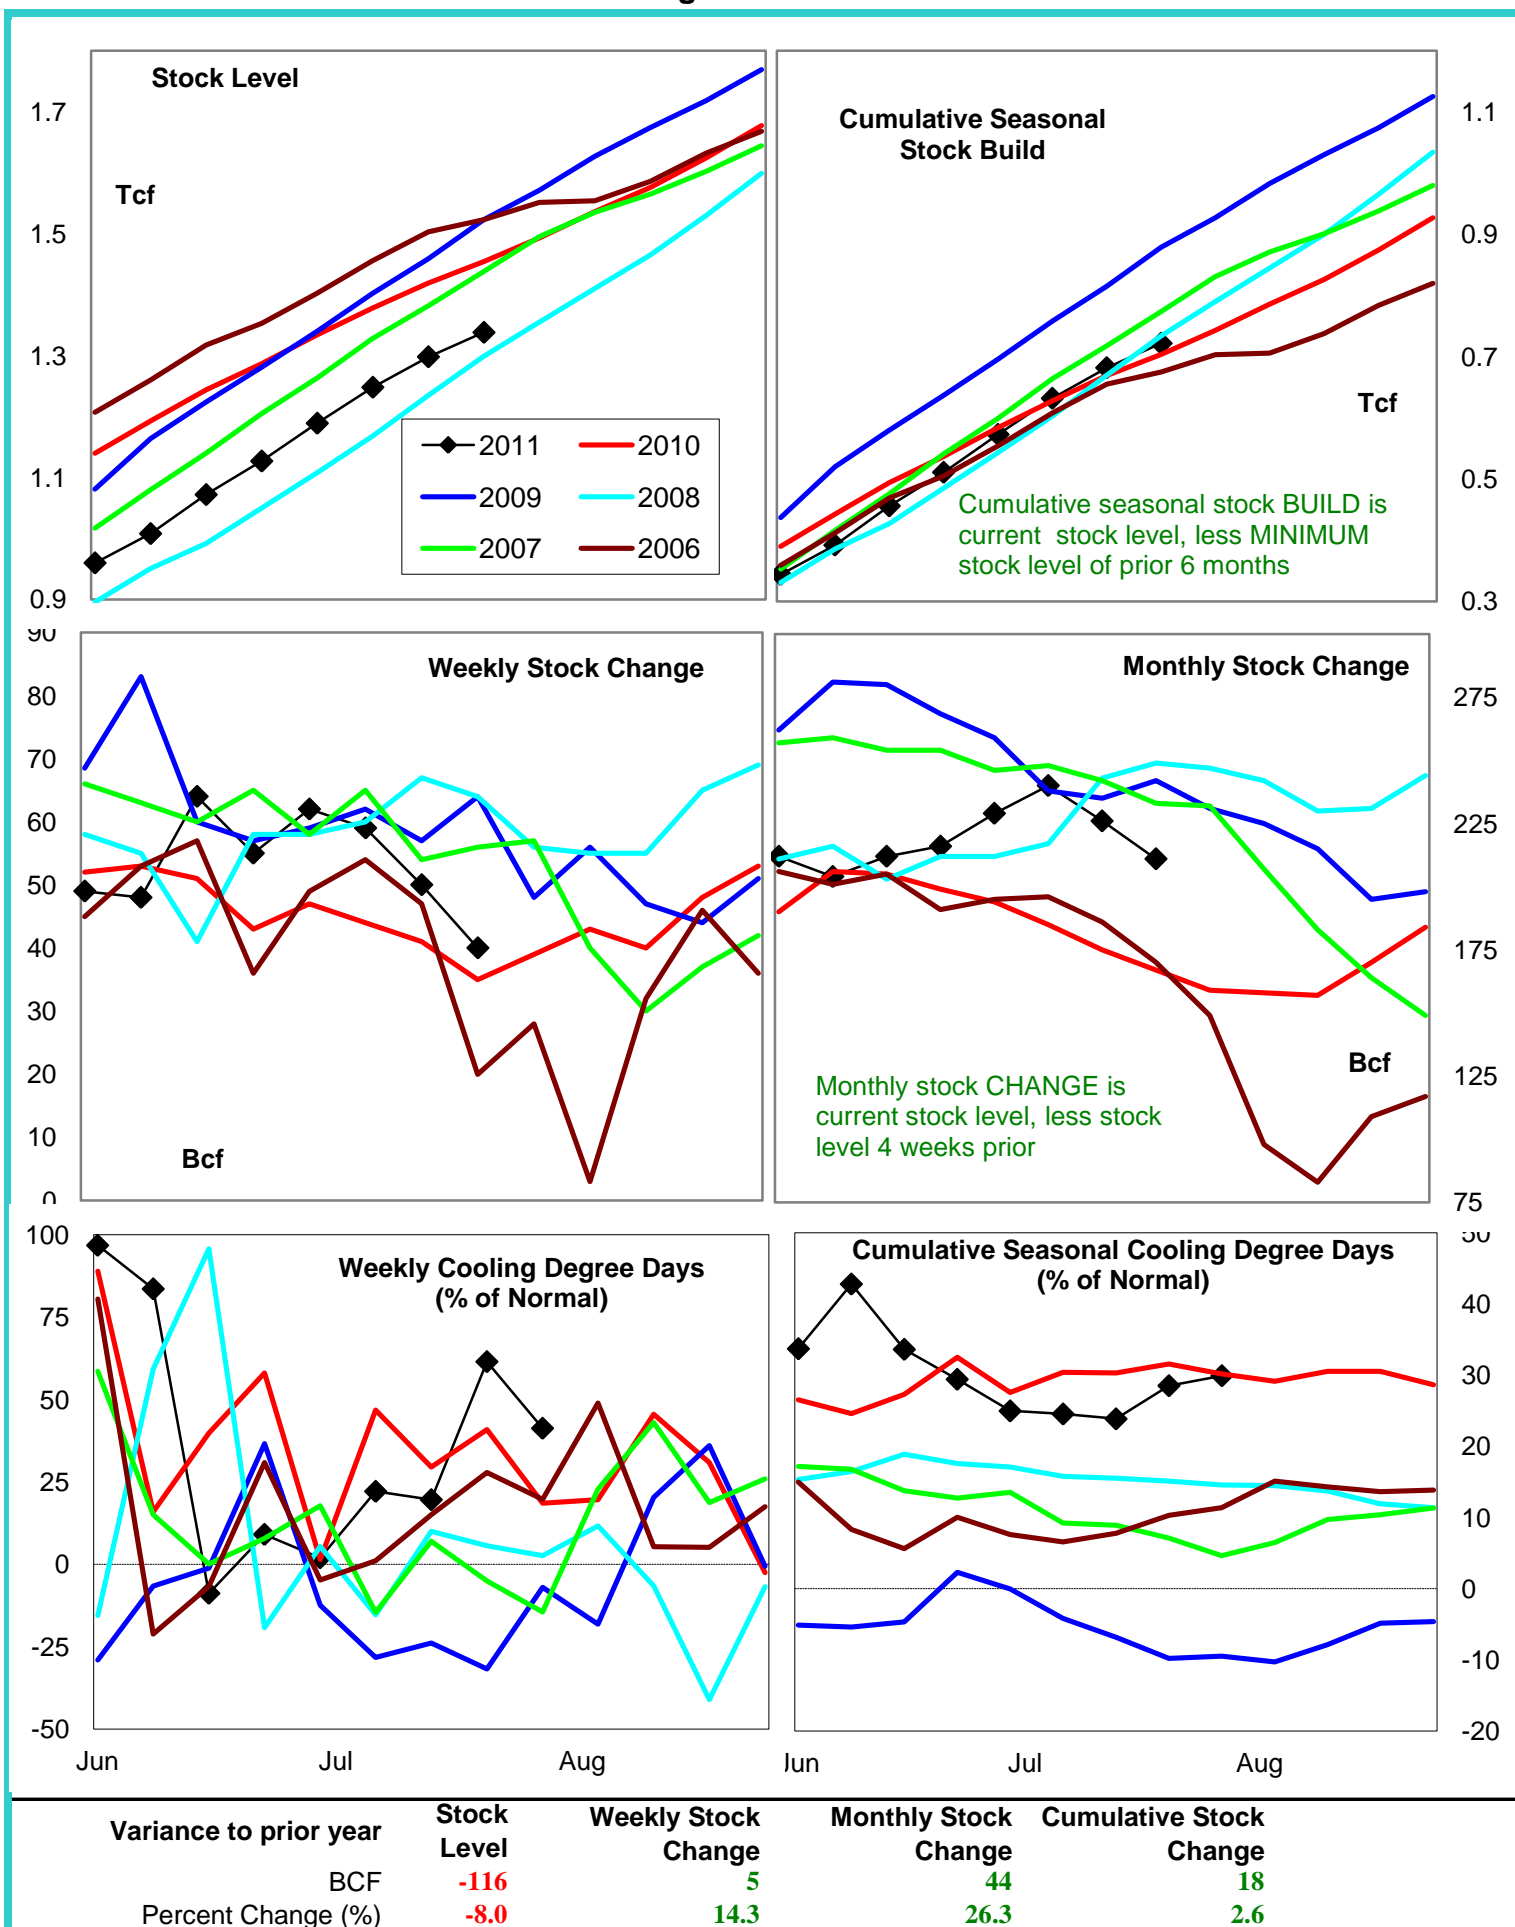 Stock Level
Tcf
1.7
1.5
1.3
1.1
0.9
2011
2010
2009
2008
2007
2006
Cumulative Seasonal
Stock Build
Tcf
Cumulative seasonal stock BUILD is
current stock level, less MINIMUM
stock level of prior 6 months
1.1
0.9
0.7
0.5
0.3
Weekly Stock Change
Bcf
90
80
70
60
50
40
30
20
10
0
Monthly Stock Change
Bcf
Monthly stock CHANGE is
current stock level, less stock
level 4 weeks prior
275
225
175
125
75
Weekly Cooling Degree Days
(% of Normal)
100
75
50
25
0
-25
-50
Jun Jul Aug
Cumulative Seasonal Cooling Degree Days
(% of Normal)
50
40
30
20
10
0
-10
-20
Jun Jul Aug
Variance to prior year Stock Level Weekly Stock Change Monthly Stock Change Cumulative Stock Change
BCF -116 5 44 18
Percent Change (%) -8.0 14.3 26.3 2.6